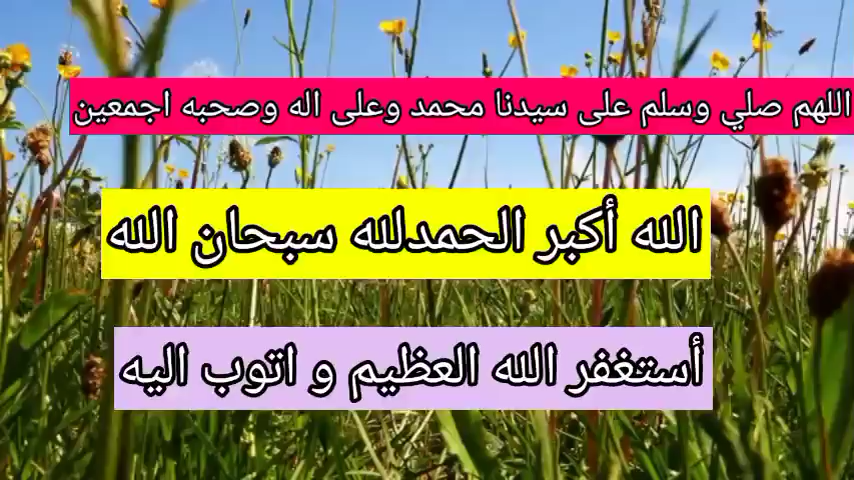 اللهم صلي وسلم على سيدنا محمد وعلى اله وصحبه اجمعين
الله أكبر الحمدلله سبحان الله
أستغفر الله العظيم و اتوب اليه